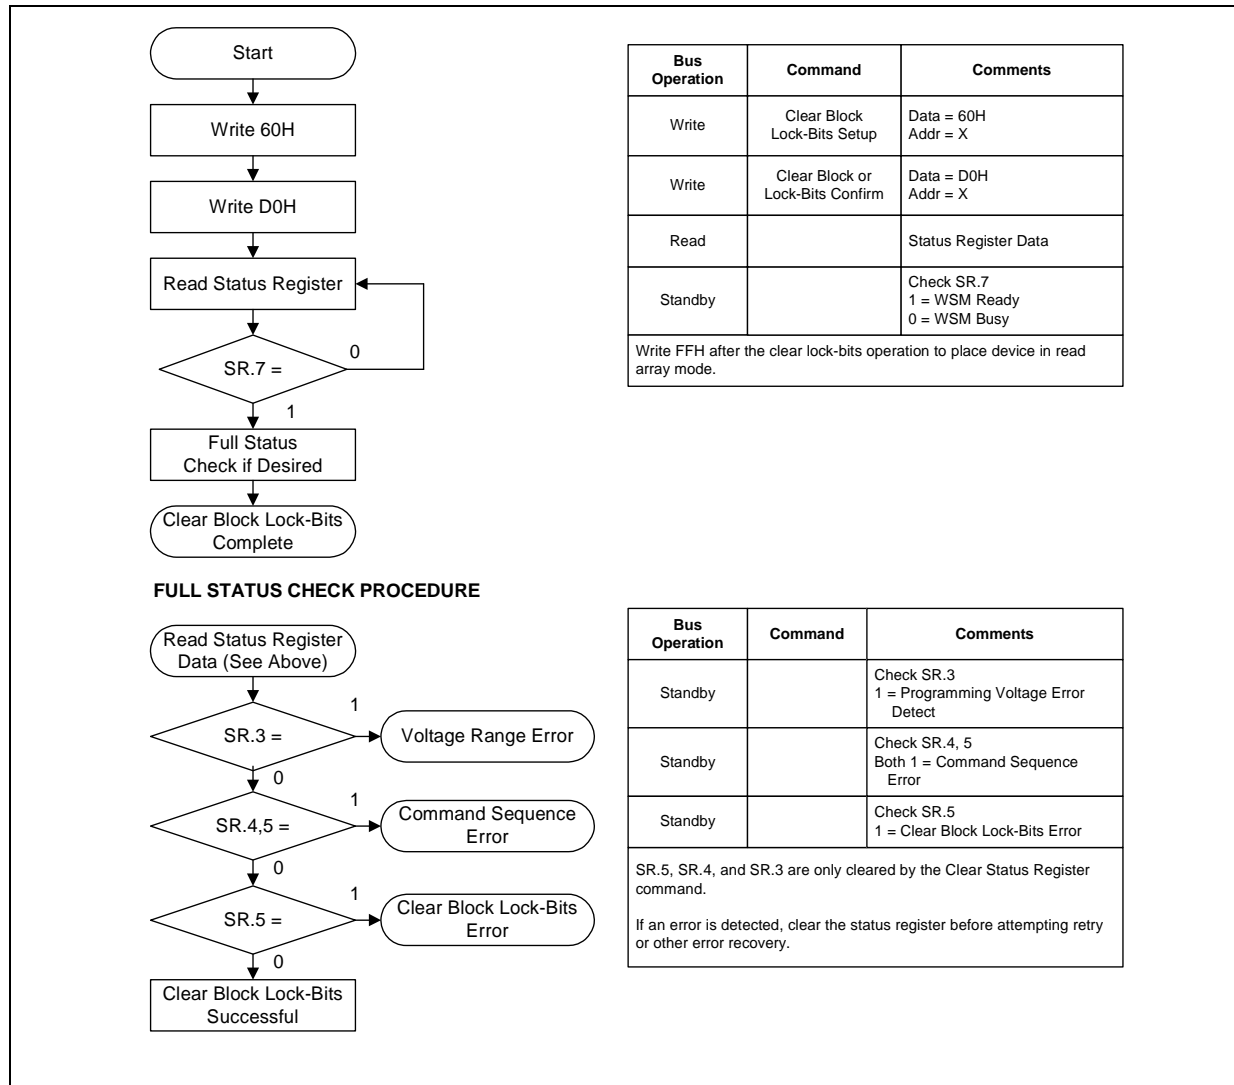 Start
Write 60H
Write D0H
Read Status Register
SR.7 =
0
1
Full Status
Check if Desired
Clear Block Lock-Bits
Complete
Bus
Operation
Command
Comments
Write
Clear Block
Lock-Bits Setup
Data = 60H
Addr = X
Write
Clear Block or
Lock-Bits Confirm
Data = D0H
Addr = X
Read
Status Register Data
Standby
Check SR.7
1 = WSM Ready
0 = WSM Busy
Write FFH after the clear lock-bits operation to place device in read
array mode.
FULL STATUS CHECK PROCEDURE
Read Status Register
Data (See Above)
SR.3 =
1
Voltage Range Error
0
SR.4,5 =
1
Command Sequence
Error
0
SR.5 =
1
Clear Block Lock-Bits
Error
0
Clear Block Lock-Bits
Successful
Bus
Operation
Command
Comments
Standby
Check SR.3
1 = Programming Voltage Error
Detect
Standby
Check SR.4, 5
Both 1 = Command Sequence
Error
Standby
Check SR.5
1 = Clear Block Lock-Bits Error
SR.5, SR.4, and SR.3 are only cleared by the Clear Status Register
command.
If an error is detected, clear the status register before attempting retry
or other error recovery.